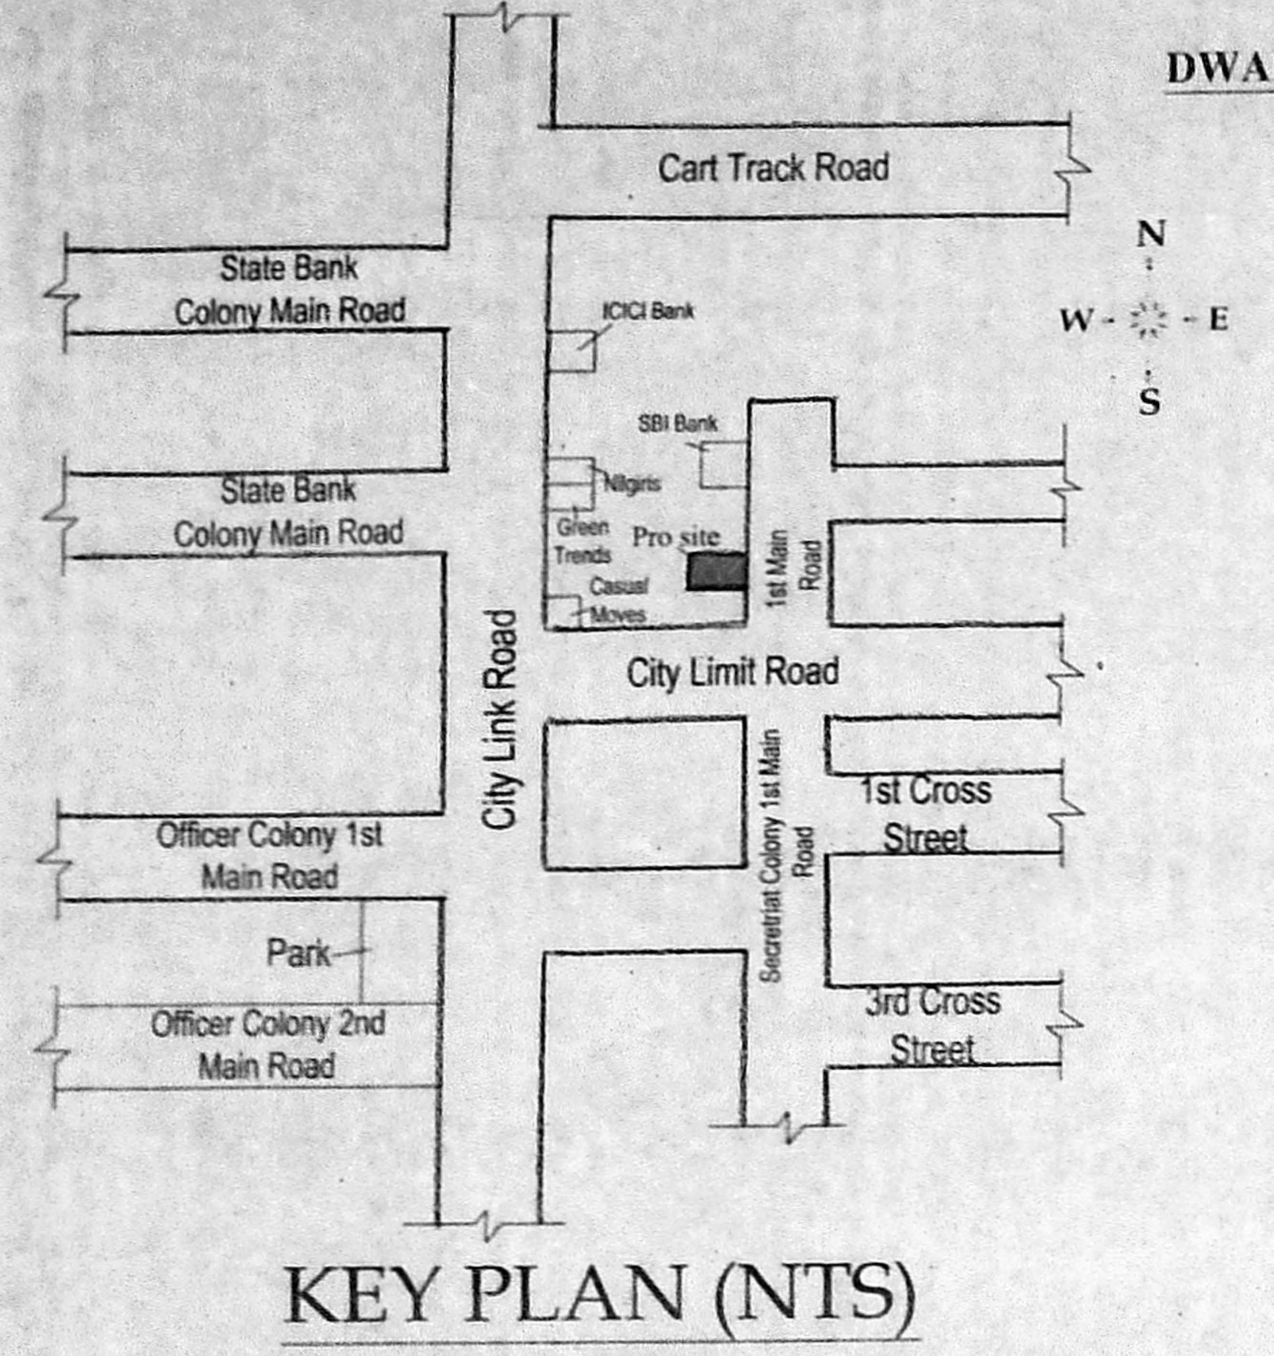 DWA
Cart Track Road
N
W - - E
S
State Bank
Colony Main Road
ICICI Bank
SBI Bank
State Bank
Colony Main Road
Nilgiris
Green
Trends
Pro site
Casual
Moves
1st Main
Road
City Link Road
City Limit Road
Secretriat Colony 1st Main
Road
1st Cross
Street
Officer Colony 1st
Main Road
Park
3rd Cross
Street
Officer Colony 2nd
Main Road
KEY PLAN (NTS)